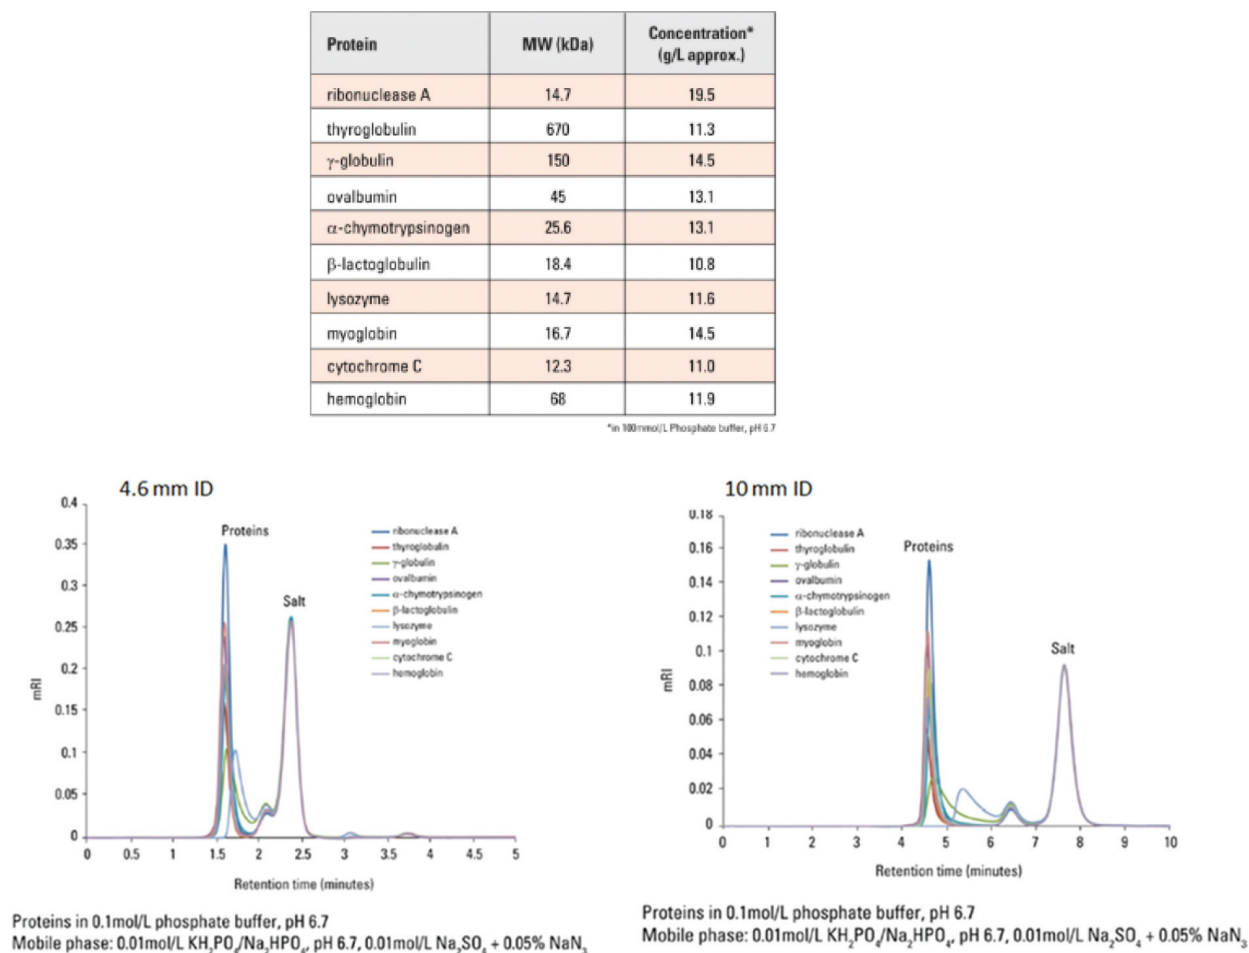 Protein MW (kDa) Concentration* (g/L approx.)
ribonuclease A 14.7 19.5
thyroglobulin 670 11.3
γ-globulin 150 14.5
ovalbumin 45 13.1
α-chymotrypsinogen 25.6 13.1
β-lactoglobulin 18.4 10.8
lysozyme 14.7 11.6
myoglobin 16.7 14.5
cytochrome C 12.3 11.0
hemoglobin 68 11.9
*in 100mmol/L Phosphate buffer, pH 6.7
4.6 mm ID
0.4
0.35
0.3
0.25
0.2
0.15
0.1
0.05
0
mRI
Proteins
Salt
ribonuclease A
thyroglobulin
γ-globulin
ovalbumin
α-chymotrypsinogen
β-lactoglobulin
lysozyme
myoglobin
cytochrome C
hemoglobin
0 0.5 1 1.5 2 2.5 3 3.5 4 4.5 5
Retention time (minutes)
Proteins in 0.1mol/L phosphate buffer, pH 6.7
Mobile phase: 0.01mol/L KH₂PO₄/Na₂HPO₄, pH 6.7, 0.01mol/L Na₂SO₄ + 0.05% NaN₃
10 mm ID
0.18
0.16
0.14
0.12
0.1
0.08
0.06
0.04
0.02
0
mRI
Proteins
Salt
ribonuclease A
thyroglobulin
γ-globulin
ovalbumin
α-chymotrypsinogen
β-lactoglobulin
lysozyme
myoglobin
cytochrome C
hemoglobin
0 1 2 3 4 5 6 7 8 9 10
Retention time (minutes)
Proteins in 0.1mol/L phosphate buffer, pH 6.7
Mobile phase: 0.01mol/L KH₂PO₄/Na₂HPO₄, pH 6.7, 0.01mol/L Na₂SO₄ + 0.05% NaN₃